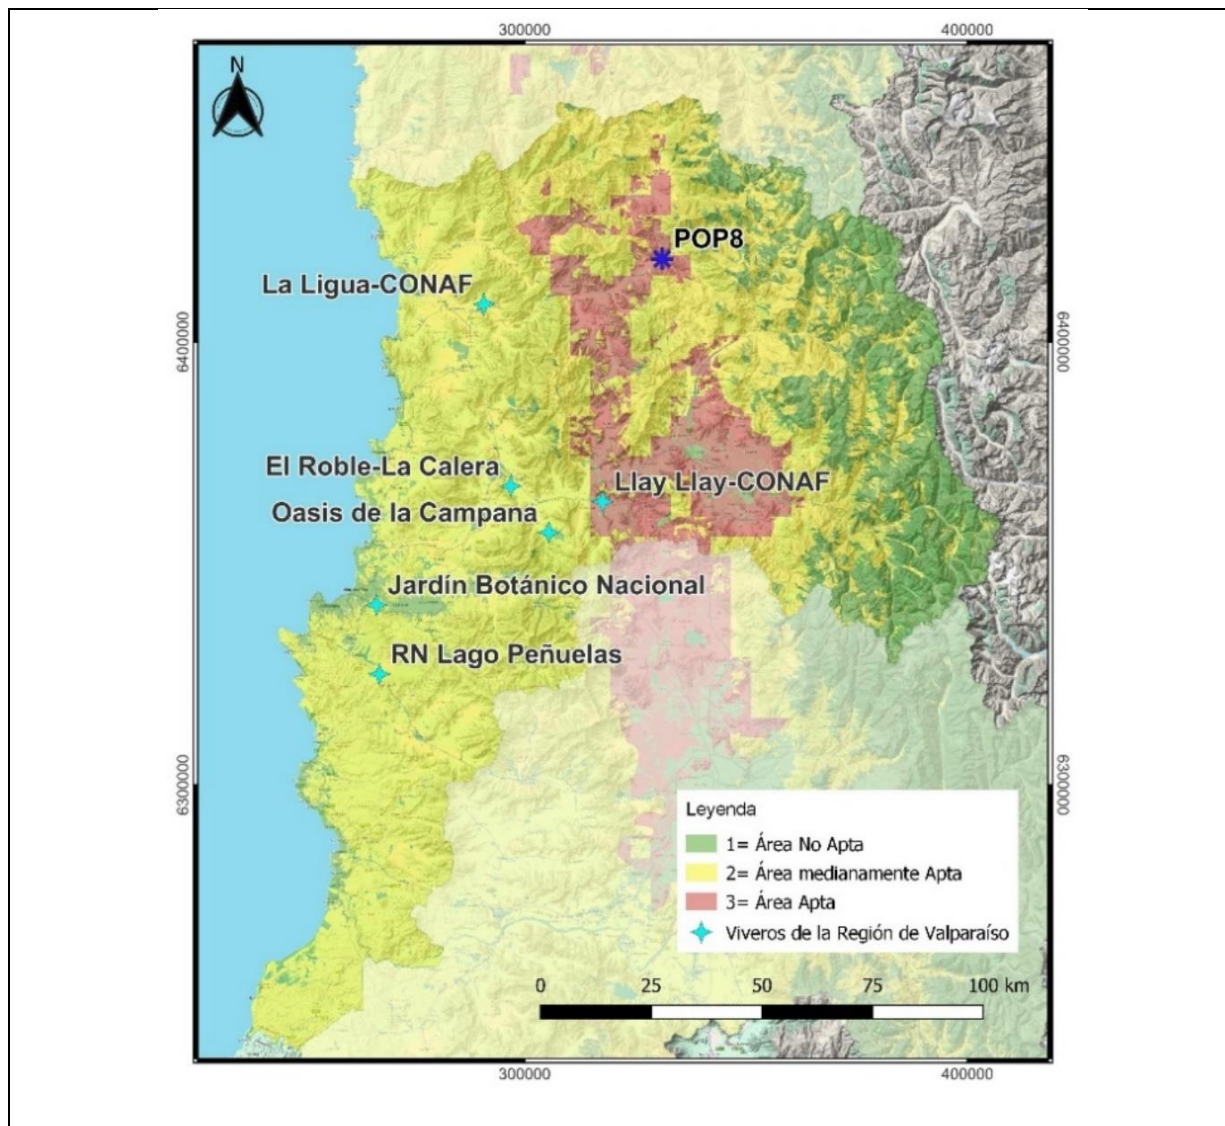 300000 400000
N
POP8
La Ligua-CONAF
6400000 6400000
El Roble-La Calera
Llay Llay-CONAF
Oasis de la Campana
Jardín Botánico Nacional
RN Lago Peñuelas
6300000 6300000
Leyenda
1= Área No Apta
2= Área medianamente Apta
3= Área Apta
Viveros de la Región de Valparaíso
0 25 50 75 100 km
300000 400000